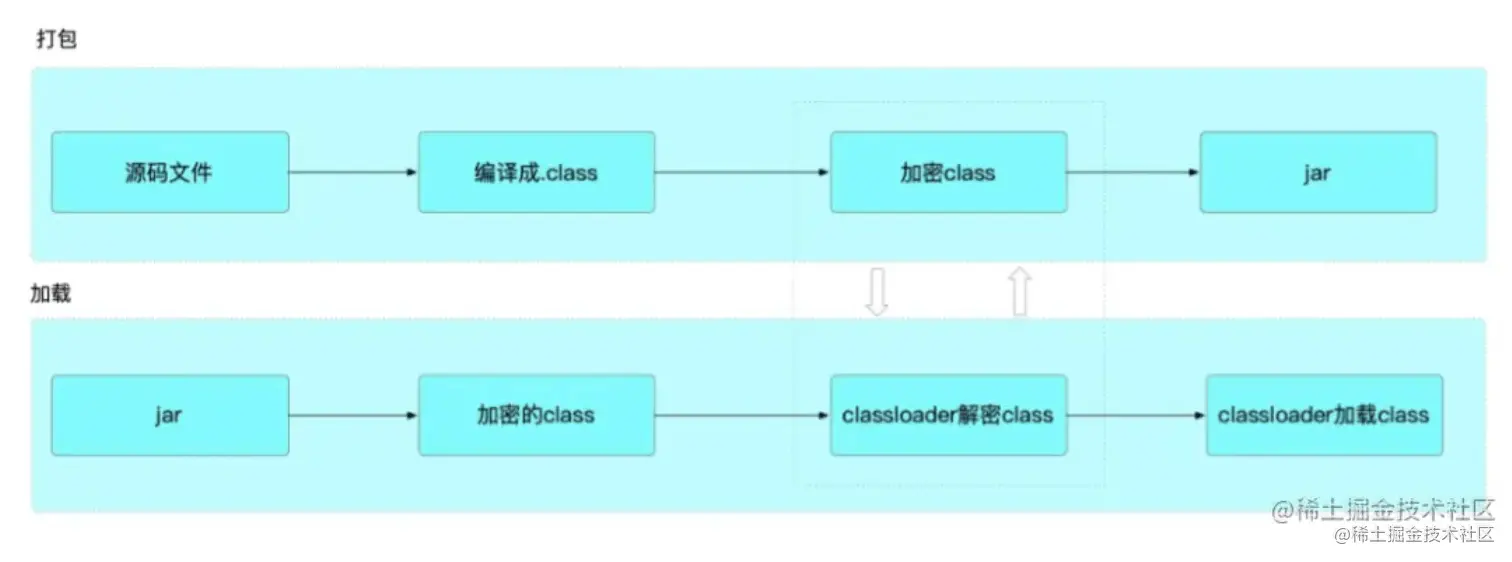 打包
源码文件
编译成.class
加密class
jar
加载
jar
加密的class
classloader解密class
classloader加载class
@稀土掘金技术社区
@稀土掘金技术社区